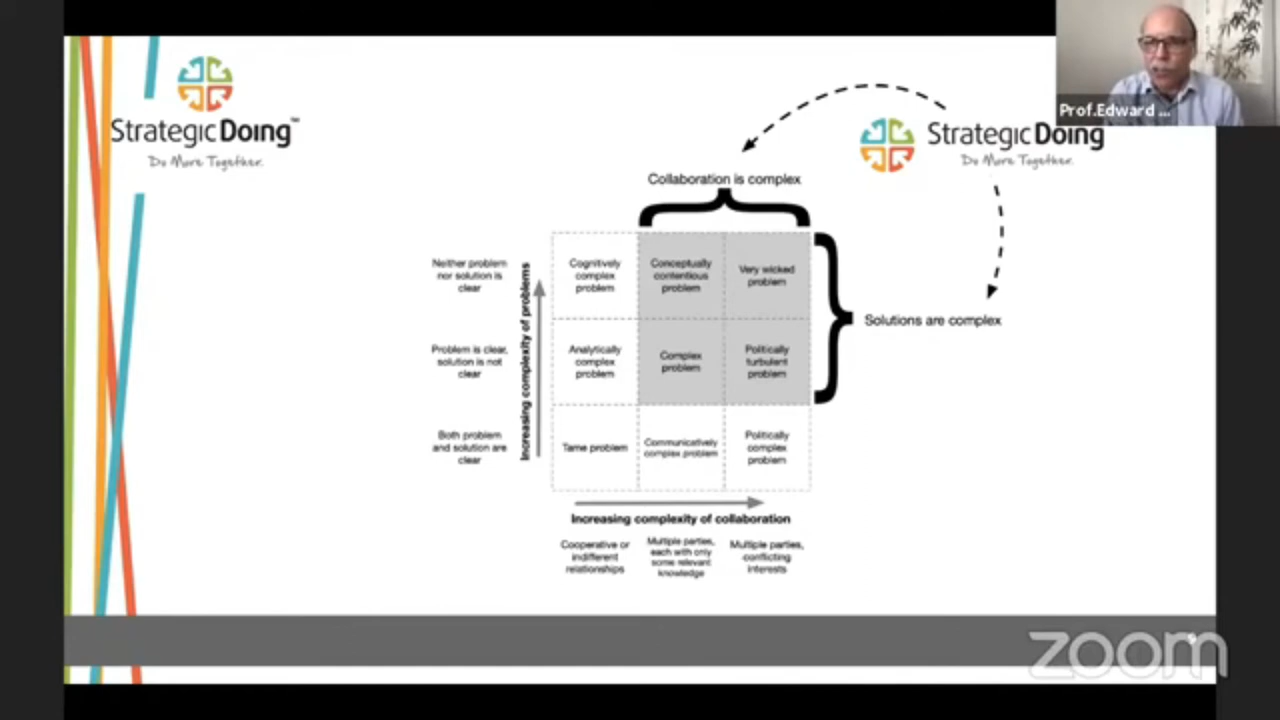 Prof.Edward ...
StrategicDoing™
Do More Together.
StrategicDoing
Do More Together.
Collaboration is complex
Neither problem
nor solution is
clear
Cognitively
complex
problem
Conceptually
contentious
problem
Very wicked
problem
Solutions are complex
Increasing complexity of problems
Problem is clear,
solution is not
clear
Analytically
complex
problem
Complex
problem
Politically
turbulent
problem
Both problem
and solution are
clear
Tame problem
Communicatively
complex problem
Politically
complex
problem
Increasing complexity of collaboration
Cooperative or
indifferent
relationships
Multiple parties,
each with only
some relevant
knowledge
Multiple parties,
conflicting
interests
zoom